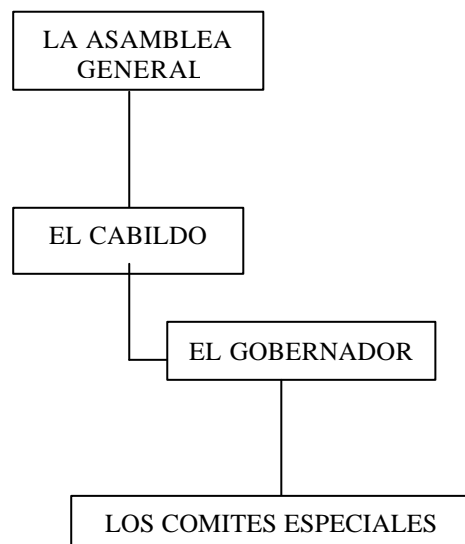 LA ASAMBLEA
GENERAL
EL CABILDO
EL GOBERNADOR
LOS COMITES ESPECIALES